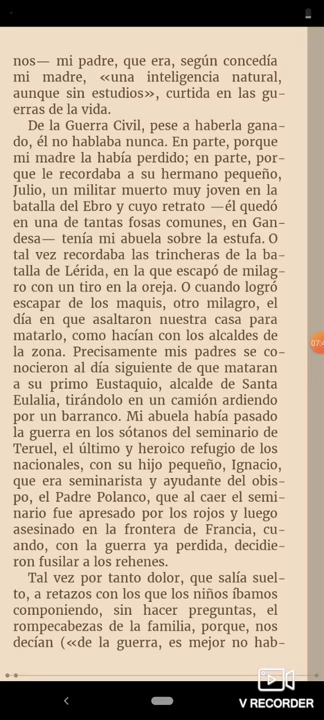 07:4
nos— mi padre, que era, según concedía
mi madre, «una inteligencia natural,
aunque sin estudios», curtida en las gu-
erras de la vida.
De la Guerra Civil, pese a haberla gana-
do, él no hablaba nunca. En parte, porque
mi madre la había perdido; en parte, por-
que le recordaba a su hermano pequeño,
Julio, un militar muerto muy joven en la
batalla del Ebro y cuyo retrato —él quedó
en una de tantas fosas comunes, en Gan-
desa— tenía mi abuela sobre la estufa. O
tal vez recordaba las trincheras de la ba-
talla de Lérida, en la que escapó de milag-
ro con un tiro en la oreja. O cuando logró
escapar de los maquis, otro milagro, el
día en que asaltaron nuestra casa para
matarlo, como hacían con los alcaldes de
la zona. Precisamente mis padres se co-
nocieron al día siguiente de que mataran
a su primo Eustaquio, alcalde de Santa
Eulalia, tirándolo en un camión ardiendo
por un barranco. Mi abuela había pasado
la guerra en los sótanos del seminario de
Teruel, el último y heroico refugio de los
nacionales, con su hijo pequeño, Ignacio,
que era seminarista y ayudante del obis-
po, el Padre Polanco, que al caer el semi-
nario fue apresado por los rojos y luego
asesinado en la frontera de Francia, cu-
ando, con la guerra ya perdida, decidie-
ron fusilar a los rehenes.
Tal vez por tanto dolor, que salía suel-
to, a retazos con los que los niños íbamos
componiendo, sin hacer preguntas, el
rompecabezas de la familia, porque, nos
decían («de la guerra, es mejor no hab-
V RECORDER